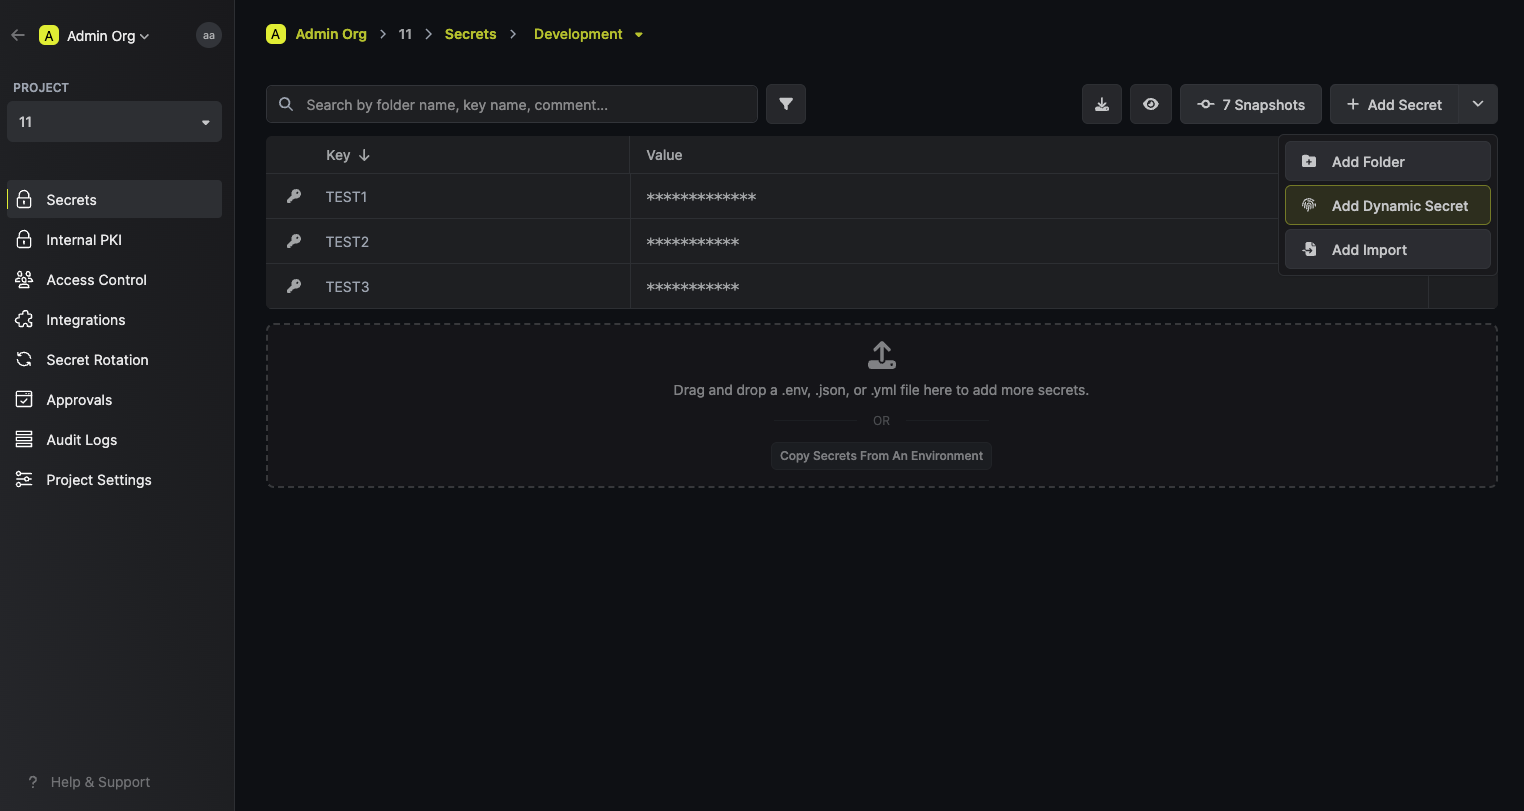 A Admin Org aa
PROJECT
11
Secrets
Internal PKI
Access Control
Integrations
Secret Rotation
Approvals
Audit Logs
Project Settings
? Help & Support
A Admin Org > 11 > Secrets > Development
Search by folder name, key name, comment...
7 Snapshots
+ Add Secret
Add Folder
Add Dynamic Secret
Add Import
Key ↓ Value
TEST1 *************
TEST2 ***********
TEST3 ***********
Drag and drop a .env, .json, or .yml file here to add more secrets.
OR
Copy Secrets From An Environment